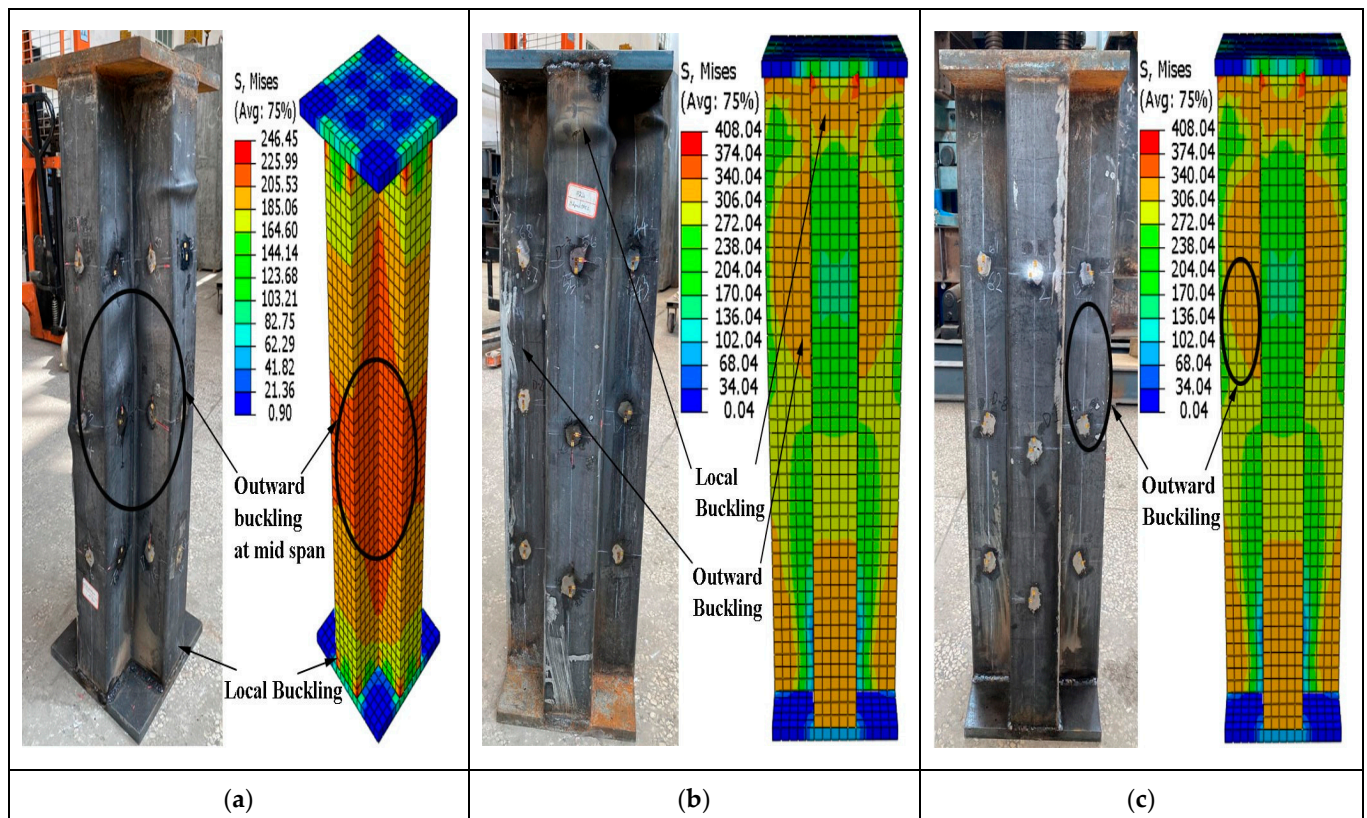 S, Mises
(Avg: 75%)
246.45
225.99
205.53
185.06
164.60
144.14
123.68
103.21
82.75
62.29
41.82
21.36
0.90
Outward
buckling
at mid span
Local Buckling
(a)
S, Mises
(Avg: 75%)
408.04
374.04
340.04
306.04
272.04
238.04
204.04
170.04
136.04
102.04
68.04
34.04
0.04
Local
Buckling
Outward
Buckling
(b)
S, Mises
(Avg: 75%)
408.04
374.04
340.04
306.04
272.04
238.04
204.04
170.04
136.04
102.04
68.04
34.04
0.04
Outward
Buckiling
(c)